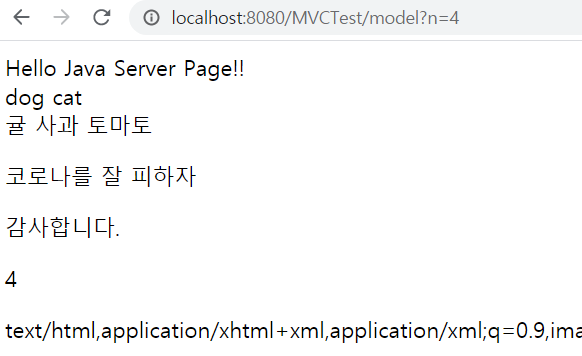 localhost:8080/MVCTest/model?n=4
Hello Java Server Page!!
dog cat
귤 사과 토마토
코로나를 잘 피하자
감사합니다.
4
text/html,application/xhtml+xml,application/xml;q=0.9,ima